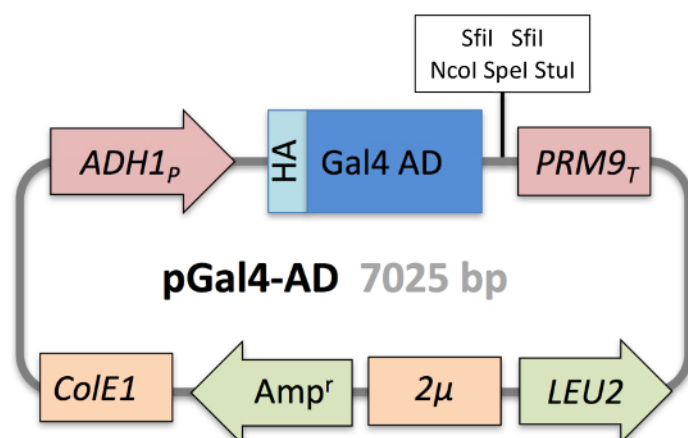 SfiI SfiI
NcoI SpeI StuI
ADH1P
HA
Gal4 AD
PRM9T
pGal4-AD 7025 bp
ColE1
Ampr
2μ
LEU2